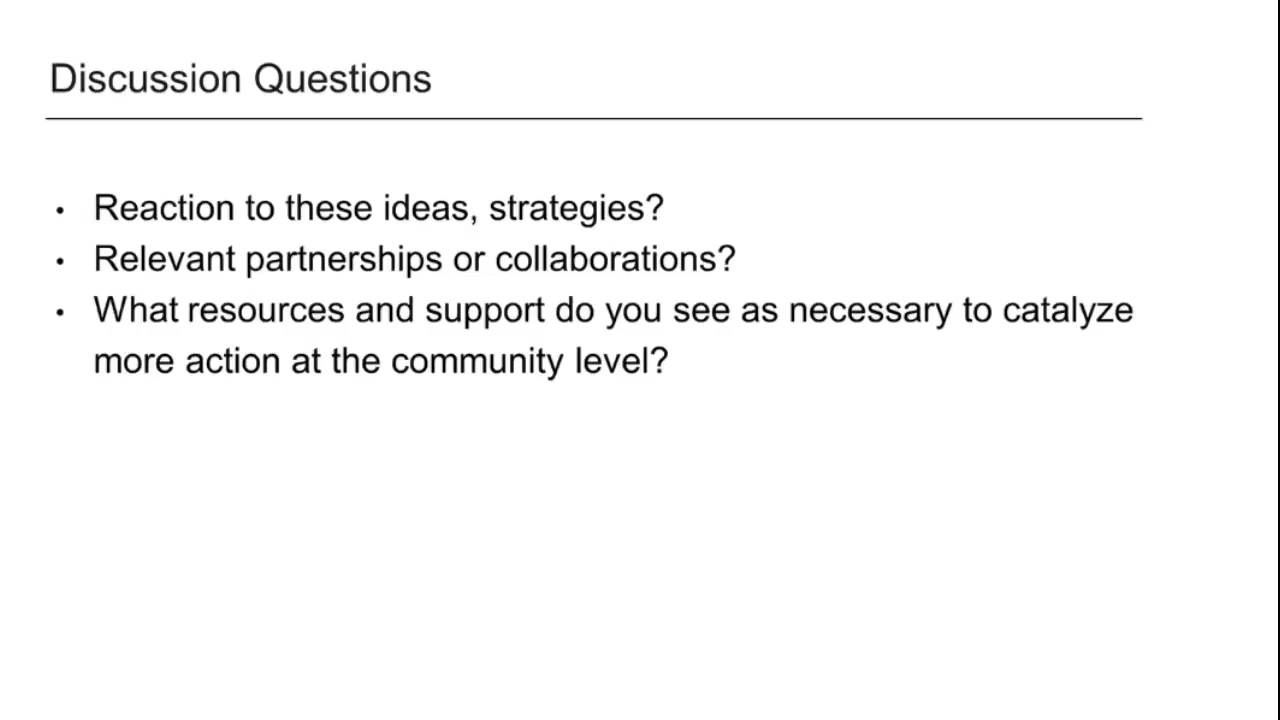 Discussion Questions
• Reaction to these ideas, strategies?
• Relevant partnerships or collaborations?
• What resources and support do you see as necessary to catalyze
more action at the community level?